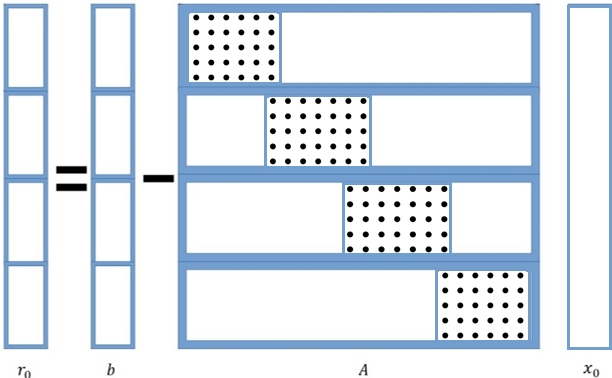 =
−
r₀ b A x₀